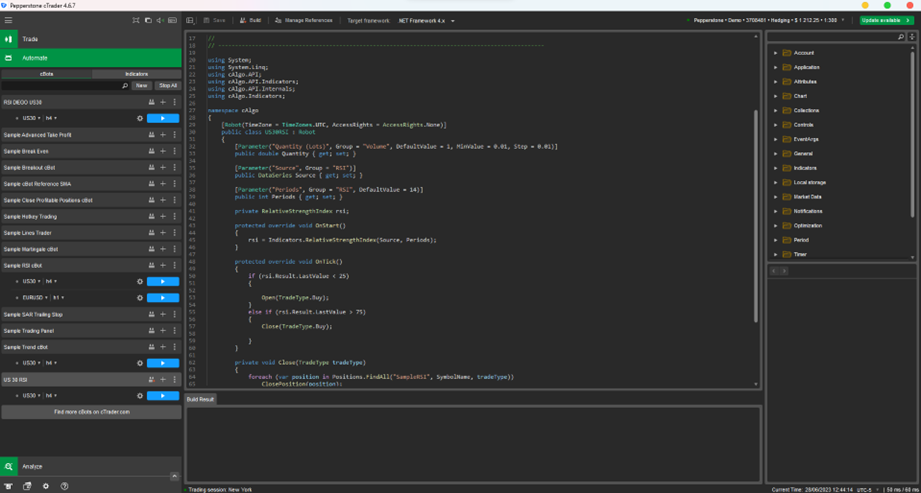 Pepperstone cTrader 4.6.7
Trade
Automate
cBots Indicators
New Stop All
RSI DIEGO US30
US30 h4
Sample Advanced Take Profit
Sample Break Even
Sample Breakout cBot
Sample cBot Reference SMA
Sample Close Profitable Positions cBot
Sample Hotkey Trading
Sample Lines Trader
Sample Martingale cBot
Sample RSI cBot
US30 h4
EURUSD h1
Sample SAR Trailing Stop
Sample Trading Panel
Sample Trend cBot
US30 h4
US 30 RSI
US30 h4
Find more cBots on cTrader.com
Analyze
Save Build Manage References Target framework .NET Framework 4.x
Pepperstone • Demo • 3708401 • Hedging • $ 1 212.25 • 1:300
Update available
17 //
18 // -------------------------------------------------------------------------------------------------
19
20 using System;
21 using System.Linq;
22 using cAlgo.API;
23 using cAlgo.API.Indicators;
24 using cAlgo.API.Internals;
25 using cAlgo.Indicators;
26
27 namespace cAlgo
28 {
29 [Robot(TimeZone = TimeZones.UTC, AccessRights = AccessRights.None)]
30 public class US30RSI : Robot
31 {
32 [Parameter("Quantity (Lots)", Group = "Volume", DefaultValue = 1, MinValue = 0.01, Step = 0.01)]
33 public double Quantity { get; set; }
34
35 [Parameter("Source", Group = "RSI")]
36 public DataSeries Source { get; set; }
37
38 [Parameter("Periods", Group = "RSI", DefaultValue = 14)]
39 public int Periods { get; set; }
40
41 private RelativeStrengthIndex rsi;
42
43 protected override void OnStart()
44 {
45 rsi = Indicators.RelativeStrengthIndex(Source, Periods);
46 }
47
48 protected override void OnTick()
49 {
50 if (rsi.Result.LastValue < 25)
51 {
52
53 Open(TradeType.Buy);
54 }
55 else if (rsi.Result.LastValue > 75)
56 {
57 Close(TradeType.Buy);
58
59 }
60 }
61
62 private void Close(TradeType tradeType)
63 {
64 foreach (var position in Positions.FindAll("SampleRSI", SymbolName, tradeType))
65 ClosePosition(position);
Build Result
Account
Application
Attributes
Chart
Collections
Controls
EventArgs
General
Indicators
Local storage
Market Data
Notifications
Optimization
Period
Timer
Trading session: New York
Current Time: 20/06/2023 12:44:14 UTC-5 50 ms / 60 ms